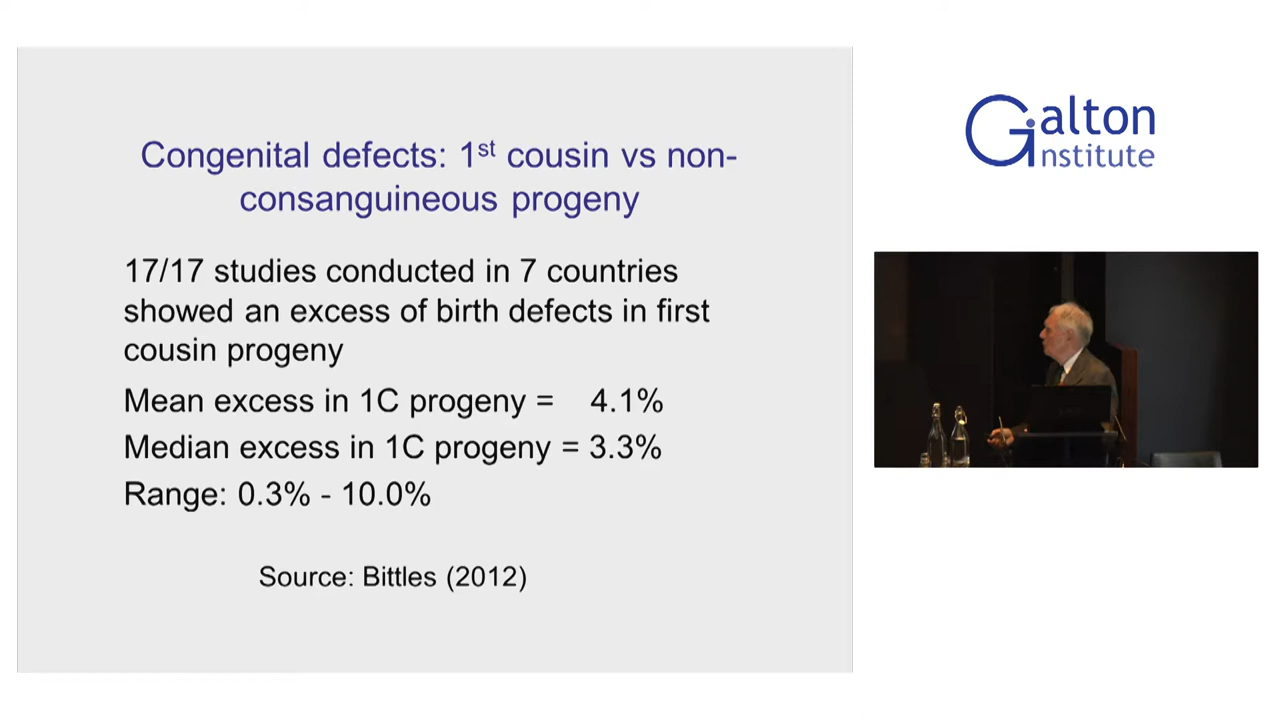 Congenital defects: 1st cousin vs non-
consanguineous progeny
17/17 studies conducted in 7 countries
showed an excess of birth defects in first
cousin progeny
Mean excess in 1C progeny = 4.1%
Median excess in 1C progeny = 3.3%
Range: 0.3% - 10.0%
Source: Bittles (2012)
Galton
institute